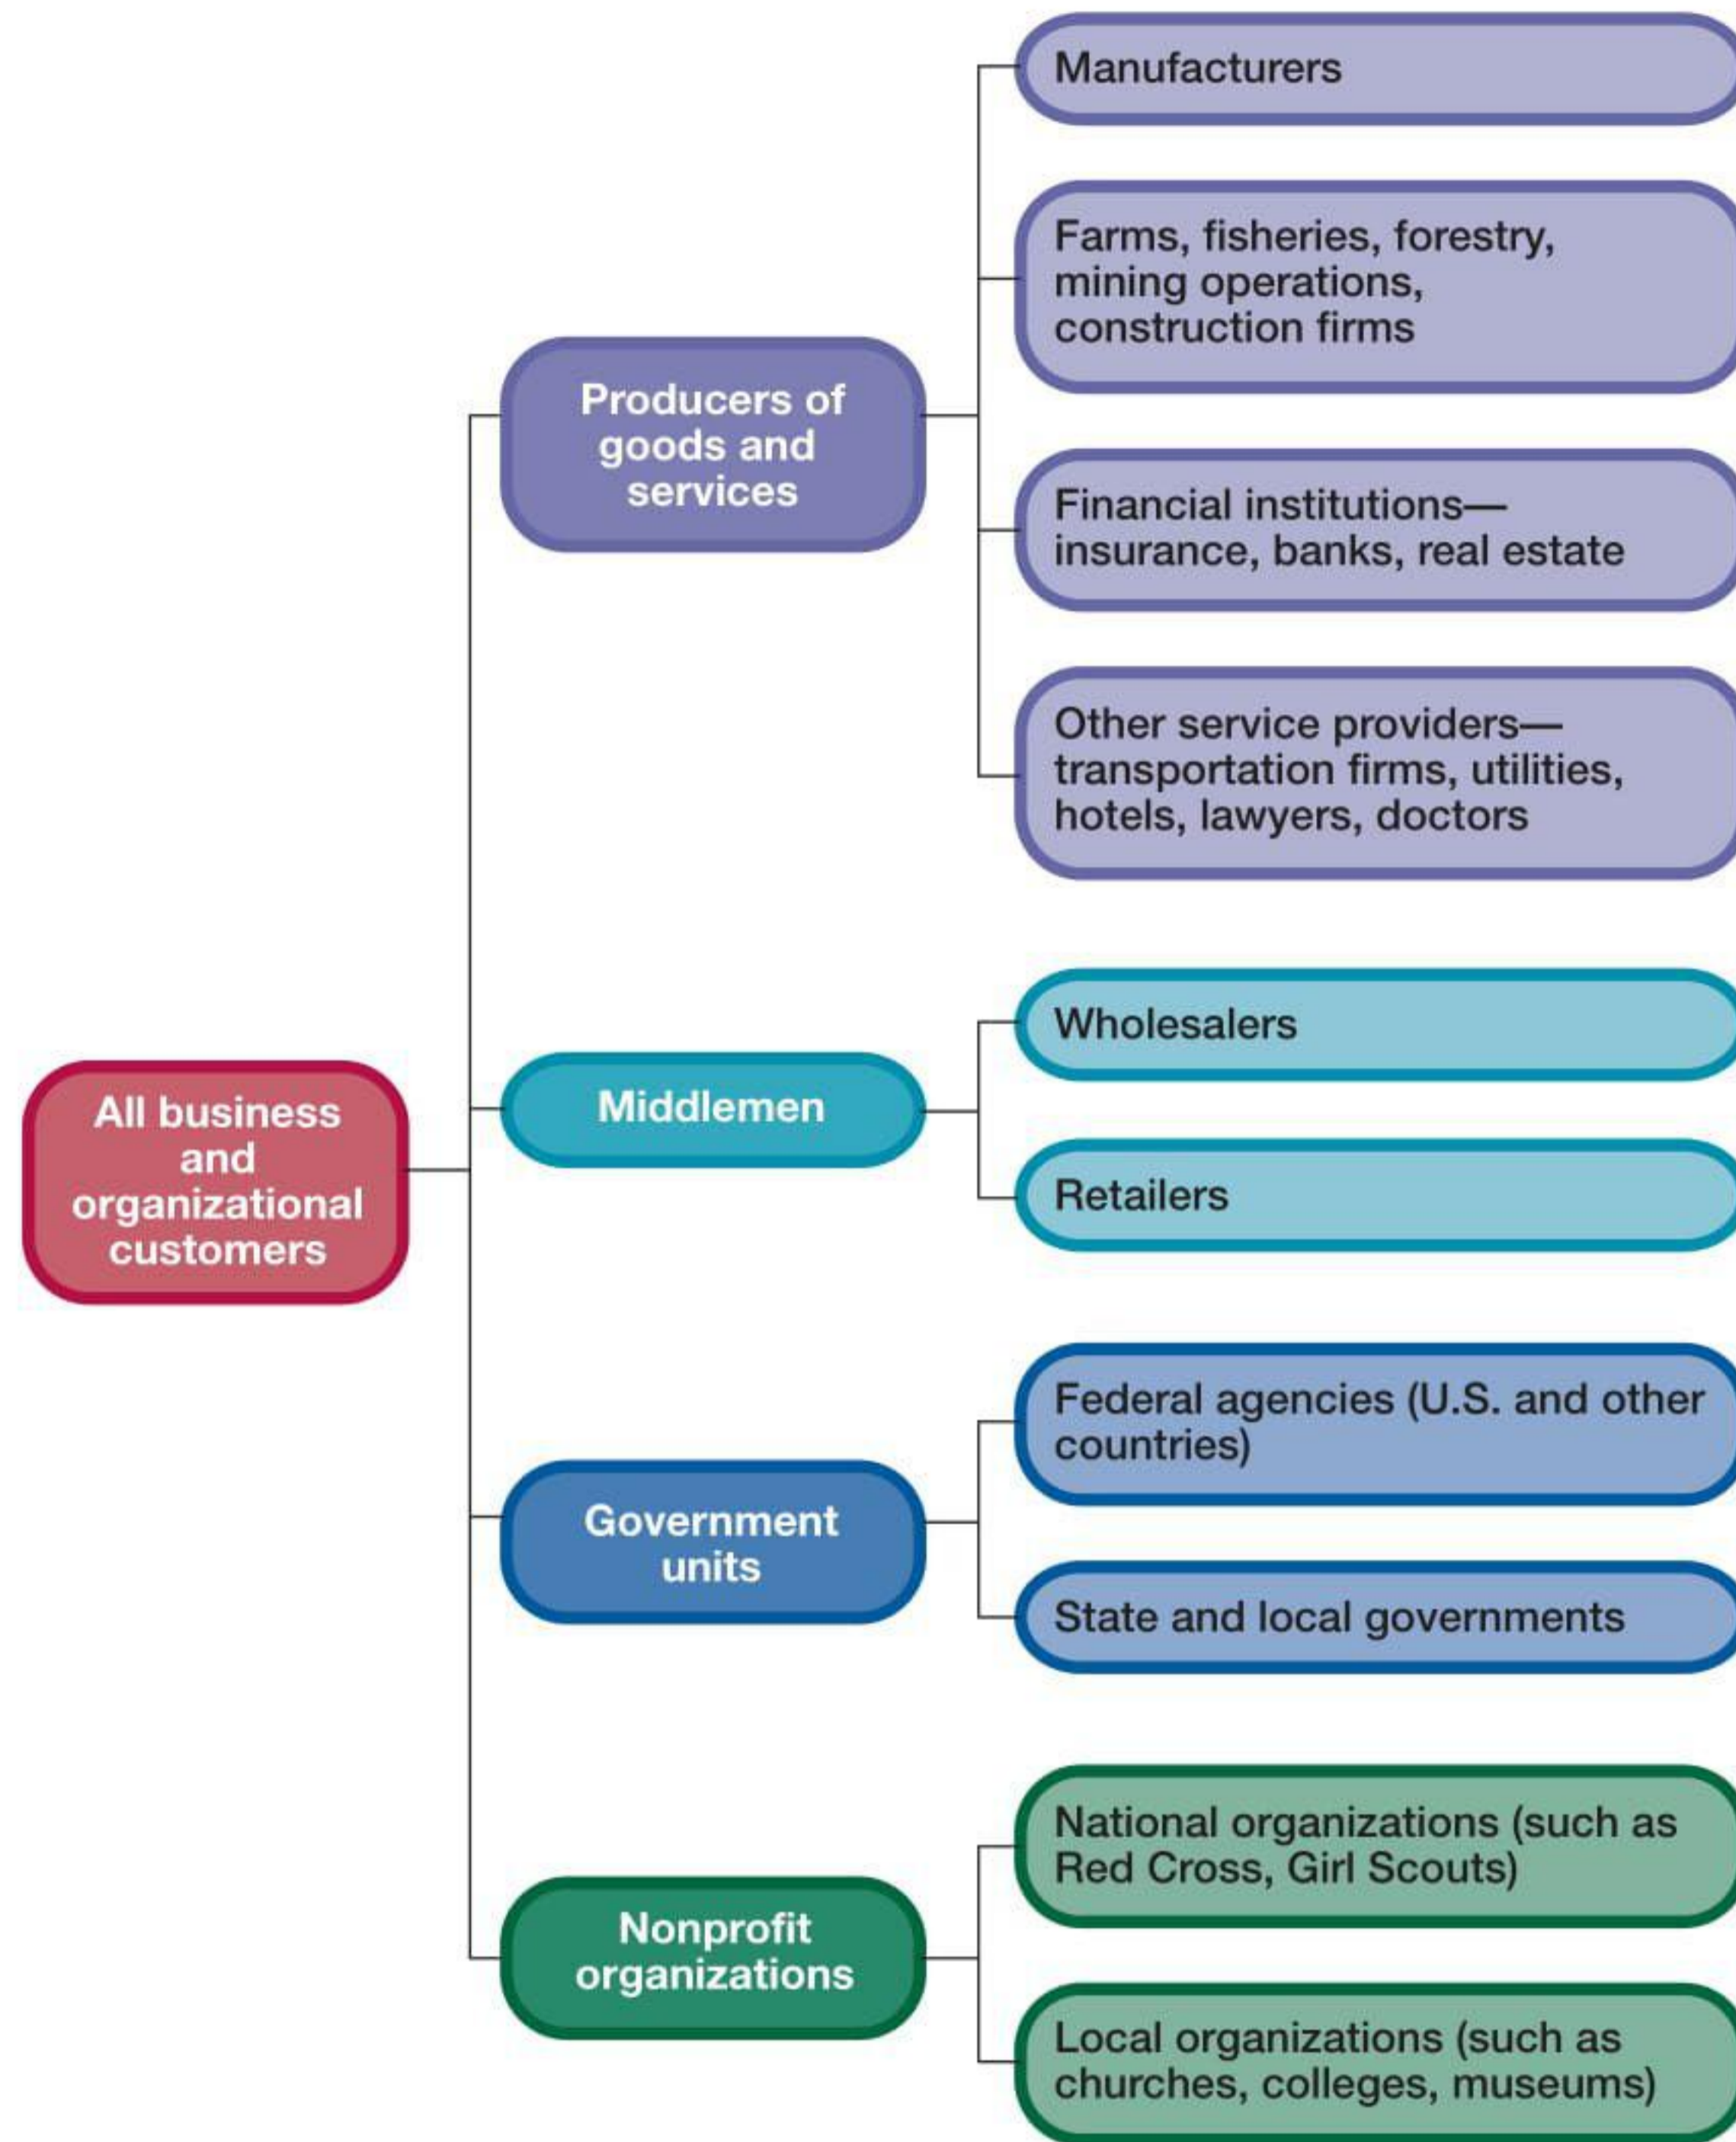 All business
and
organizational
customers
Producers of
goods and
services
Manufacturers
Farms, fisheries, forestry,
mining operations,
construction firms
Financial institutions—
insurance, banks, real estate
Other service providers—
transportation firms, utilities,
hotels, lawyers, doctors
Middlemen
Wholesalers
Retailers
Government
units
Federal agencies (U.S. and other
countries)
State and local governments
Nonprofit
organizations
National organizations (such as
Red Cross, Girl Scouts)
Local organizations (such as
churches, colleges, museums)